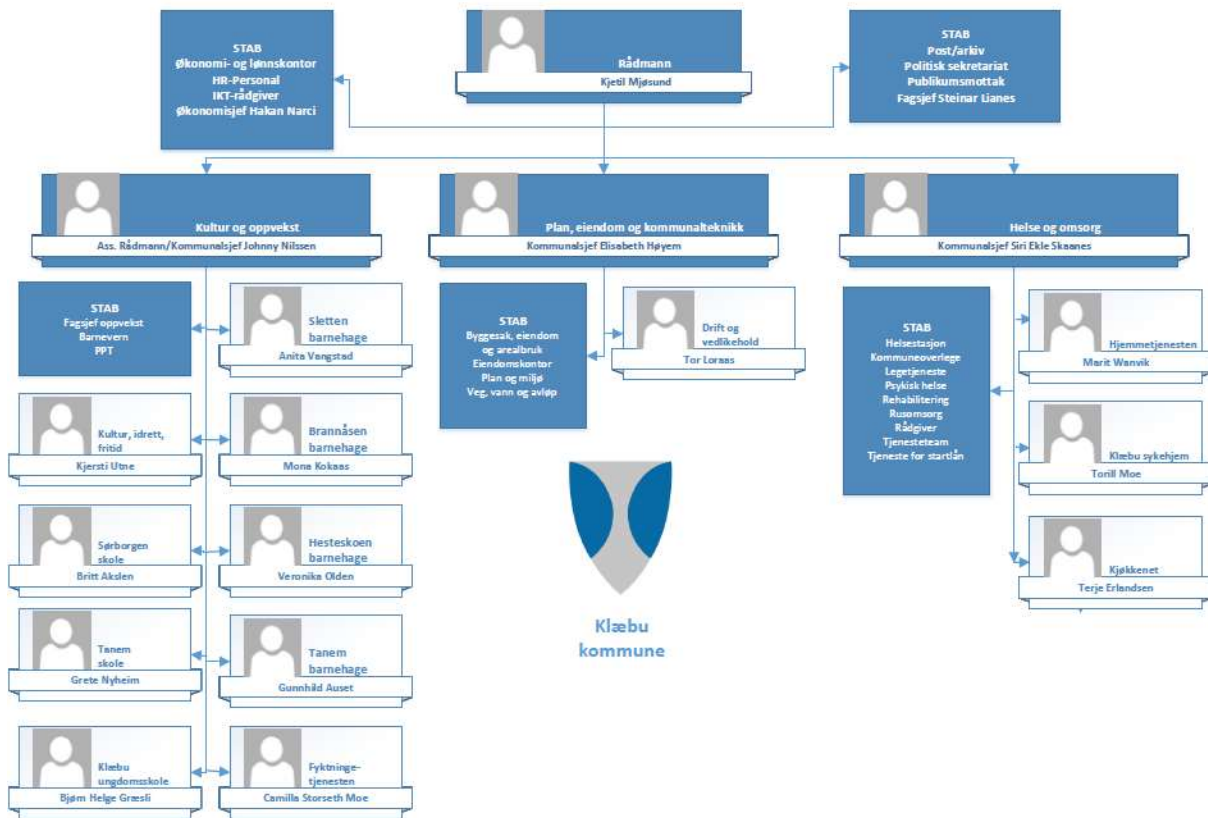 STAB
Økonomi- og lønnskontor
HR-Personal
IKT-rådgiver
Økonomisjef Hakan Narci
Rådmann
Kjetil Mjøsund
STAB
Post/arkiv
Politisk sekretariat
Publikumsmottak
Fagsjef Steinar Lianes
Kultur og oppvekst
Ass. Rådmann/Kommunalsjef Johnny Nilssen
Plan, eiendom og kommunalteknikk
Kommunalsjef Elisabeth Høyem
Helse og omsorg
Kommunalsjef Siri Ekle Skaanes
STAB
Fagsjef oppvekst
Barnevern
PPT
Sletten
barnehage
Anita Vangstad
Kultur, idrett,
fritid
Kjersti Utne
Brannåsen
barnehage
Mona Kokaas
Sørborgen
skole
Britt Akslen
Hesteskoen
barnehage
Veronika Olden
Tanem
skole
Grete Nyheim
Tanem
barnehage
Gunnhild Auset
Klæbu
ungdomsskole
Bjørn Helge Græsli
Fyktninge-
tjenesten
Camilla Storseth Moe
STAB
Byggesak, eiendom
og arealbruk
Eiendomskontor
Plan og miljø
Veg, vann og avløp
Drift og
vedlikehold
Tor Loraas
STAB
Helsestasjon
Kommuneoverlege
Legetjeneste
Psykisk helse
Rehabilitering
Rusomsorg
Rådgiver
Tjenesteteam
Tjeneste for startlån
Hjemmetjenesten
Marit Wanvik
Klæbu sykehjem
Torill Moe
Kjøkkenet
Terje Erlandsen
Klæbu
kommune